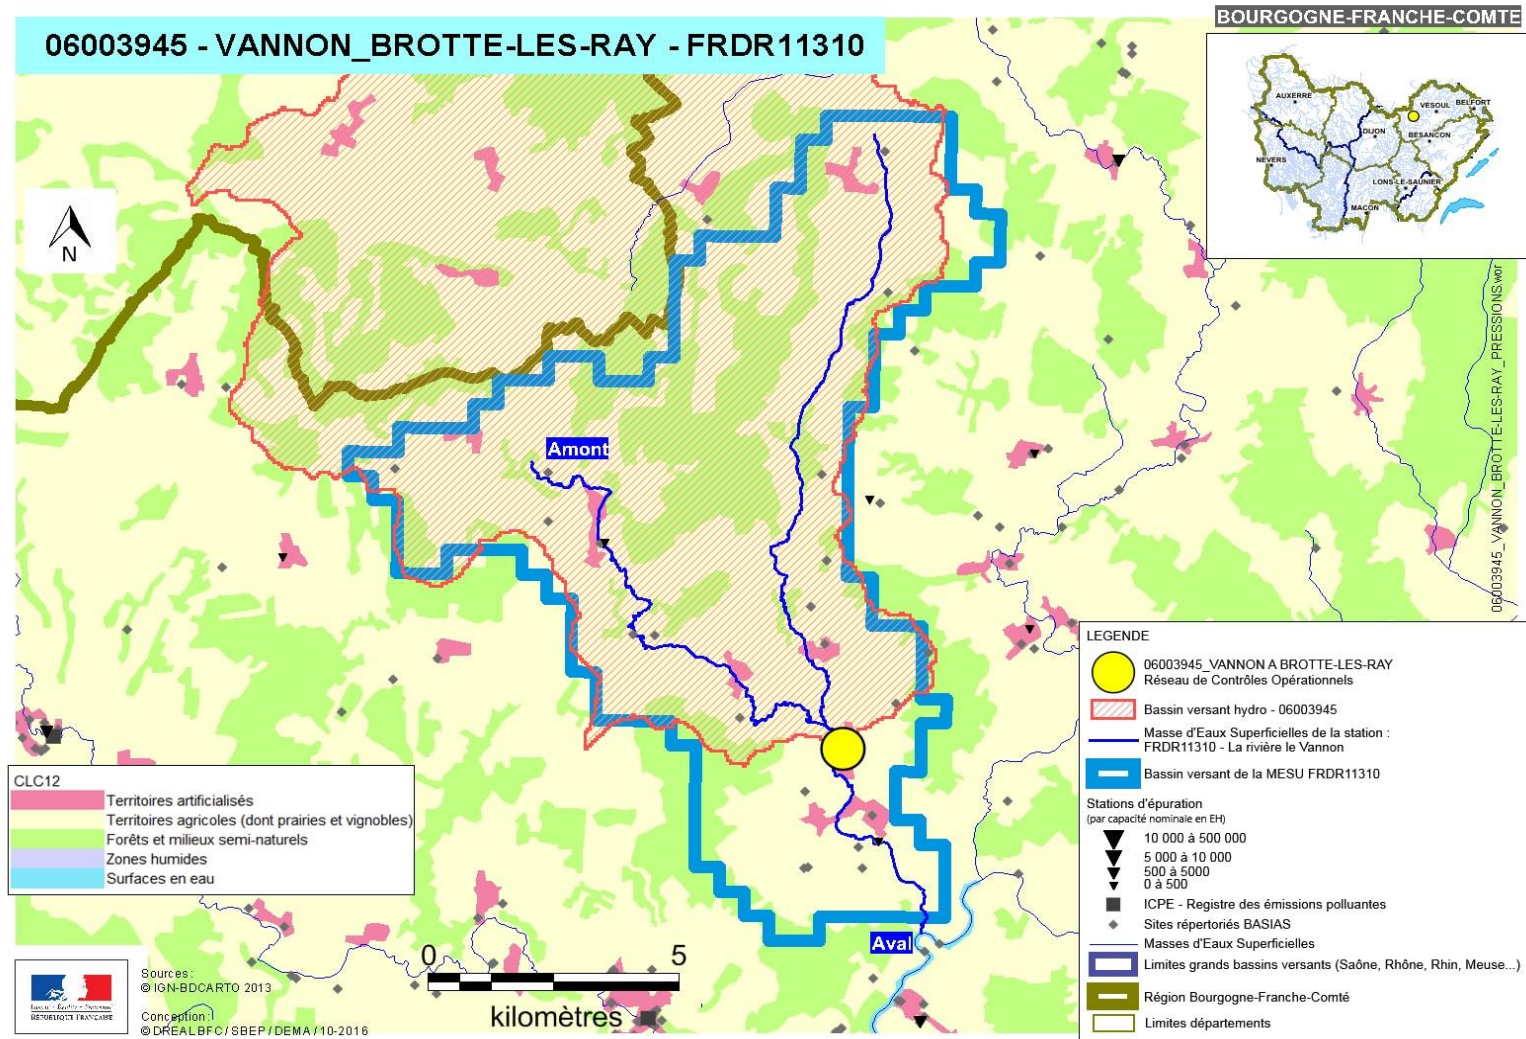 BOURGOGNE-FRANCHE-COMTE
06003945 - VANNON_BROTTE-LES-RAY - FRDR11310
AUXERRE
VESOUL
BELFORT
DIJON
BESANCON
NEVERS
LONS-LE-SAUNIER
MACON
N
06003945_VANNON_BROTTE-LES-RAY_PRESSIONS.wor
Amont
Aval
LEGENDE
06003945_VANNON A BROTTE-LES-RAY
Réseau de Contrôles Opérationnels
Bassin versant hydro - 06003945
Masse d'Eaux Superficielles de la station :
FRDR11310 - La rivière le Vannon
Bassin versant de la MESU FRDR11310
Stations d'épuration
(par capacité nominale en EH)
10 000 à 500 000
5 000 à 10 000
500 à 5000
0 à 500
ICPE - Registre des émissions polluantes
Sites répertoriés BASIAS
Masses d'Eaux Superficielles
Limites grands bassins versants (Saône, Rhône, Rhin, Meuse...)
Région Bourgogne-Franche-Comté
Limites départements
CLC12
Territoires artificialisés
Territoires agricoles (dont prairies et vignobles)
Forêts et milieux semi-naturels
Zones humides
Surfaces en eau
0 5
kilomètres
Liberté • Égalité • Fraternité
RÉPUBLIQUE FRANÇAISE
Sources :
© IGN-BDCARTO 2013
Conception :
© DREAL BFC / SBEP / DEMA / 10-2016